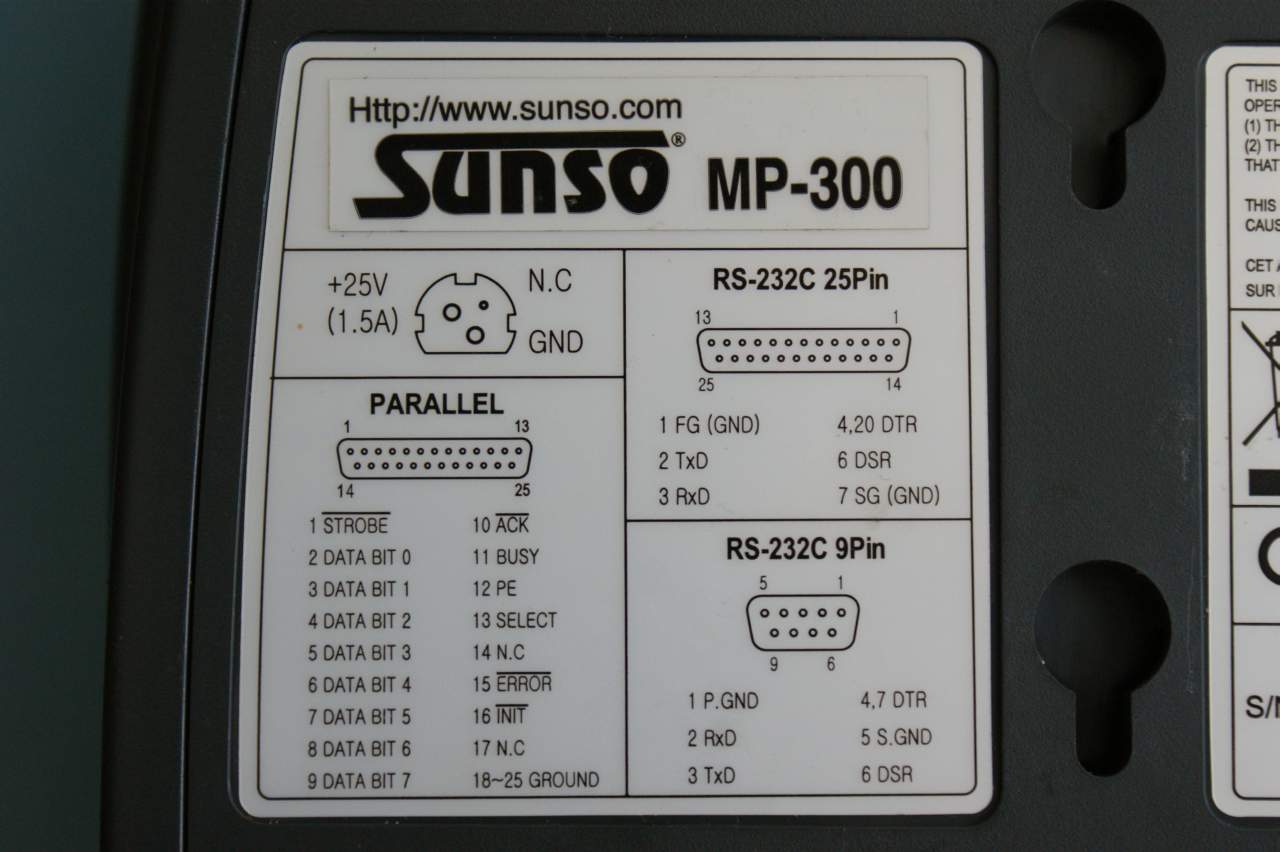 Http://www.sunso.com
Sunso® MP-300
+25V
(1.5A)
N.C
GND
PARALLEL
1 13
14 25
1 STROBE 10 ACK
2 DATA BIT 0 11 BUSY
3 DATA BIT 1 12 PE
4 DATA BIT 2 13 SELECT
5 DATA BIT 3 14 N.C
6 DATA BIT 4 15 ERROR
7 DATA BIT 5 16 INIT
8 DATA BIT 6 17 N.C
9 DATA BIT 7 18~25 GROUND
RS-232C 25Pin
13 1
25 14
1 FG (GND) 4,20 DTR
2 TxD 6 DSR
3 RxD 7 SG (GND)
RS-232C 9Pin
5 1
9 6
1 P.GND 4,7 DTR
2 RxD 5 S.GND
3 TxD 6 DSR
THIS
(1) TH
(2) TH
THAT
THIS
CET A
SUR
S/N